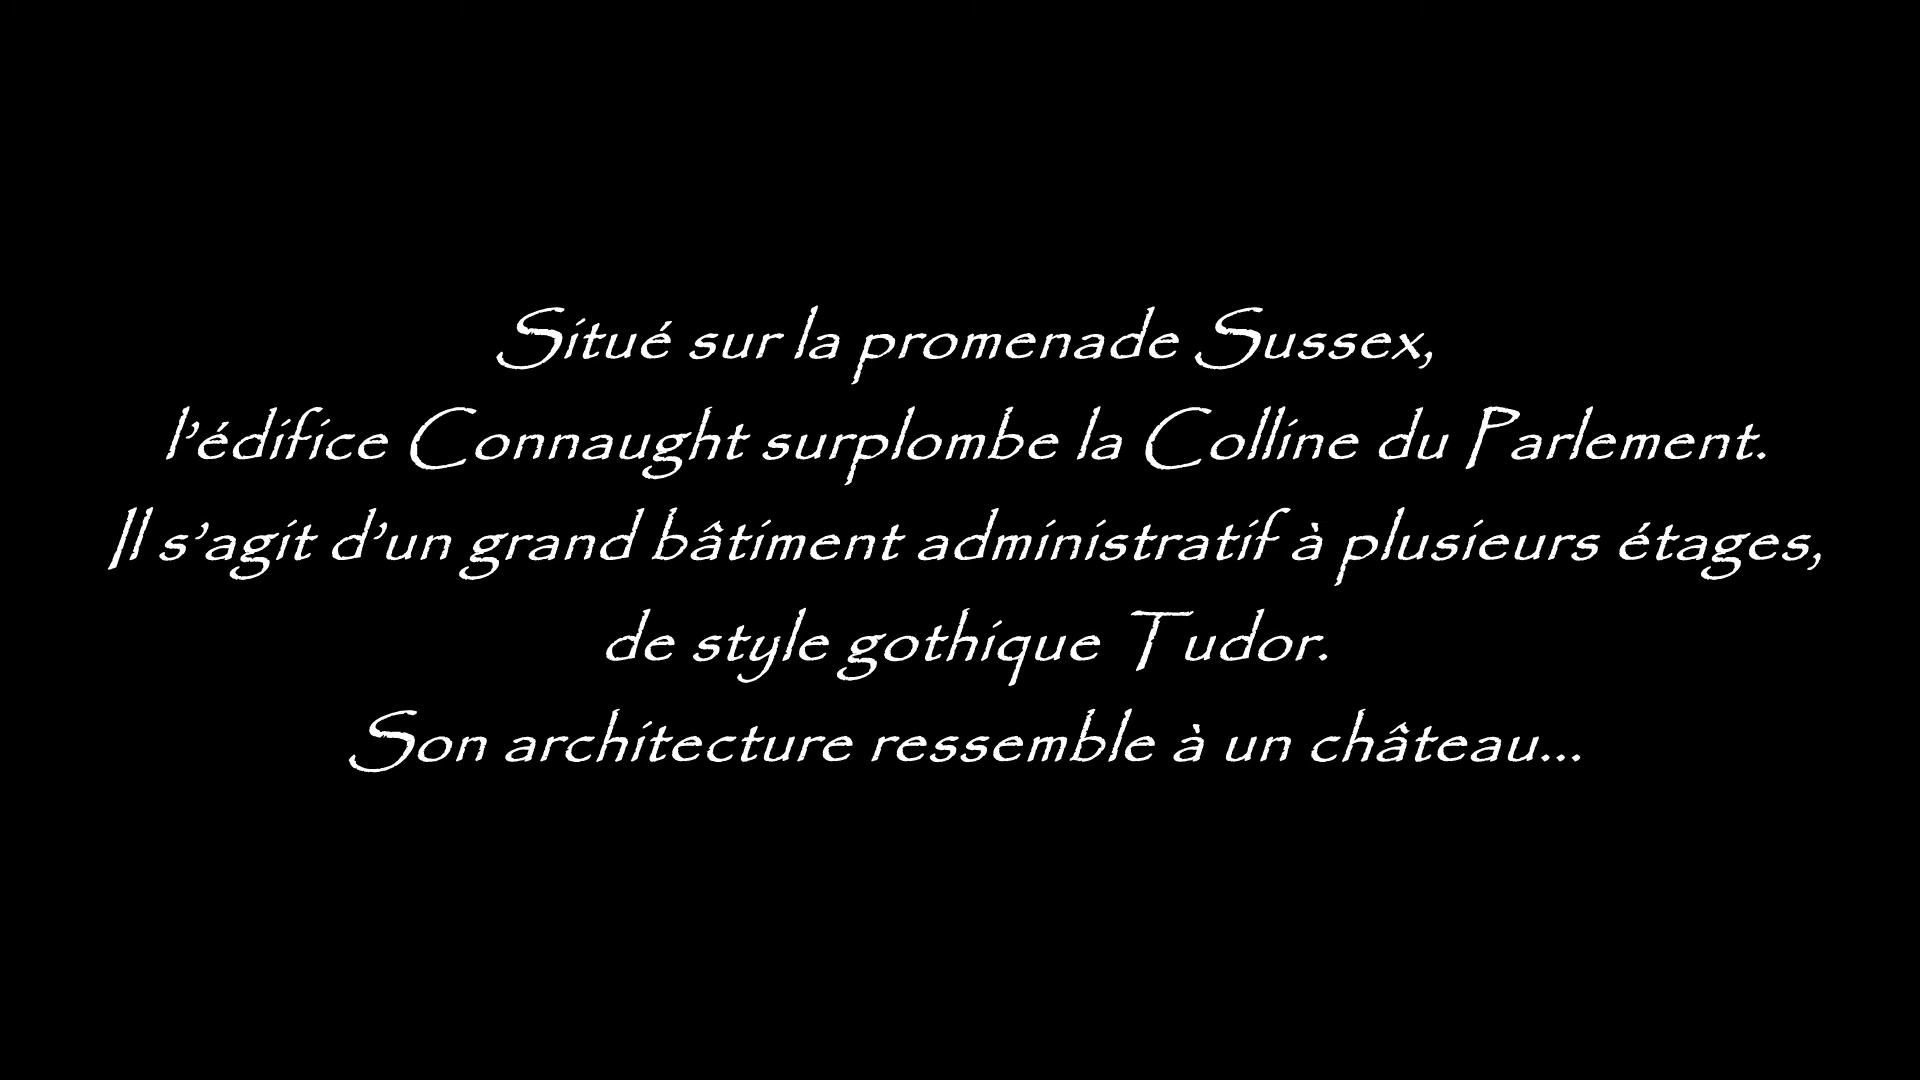 Situé sur la promenade Sussex,
l’édifice Connaught surplombe la Colline du Parlement.
Il s’agit d’un grand bâtiment administratif à plusieurs étages,
de style gothique Tudor.
Son architecture ressemble à un château...